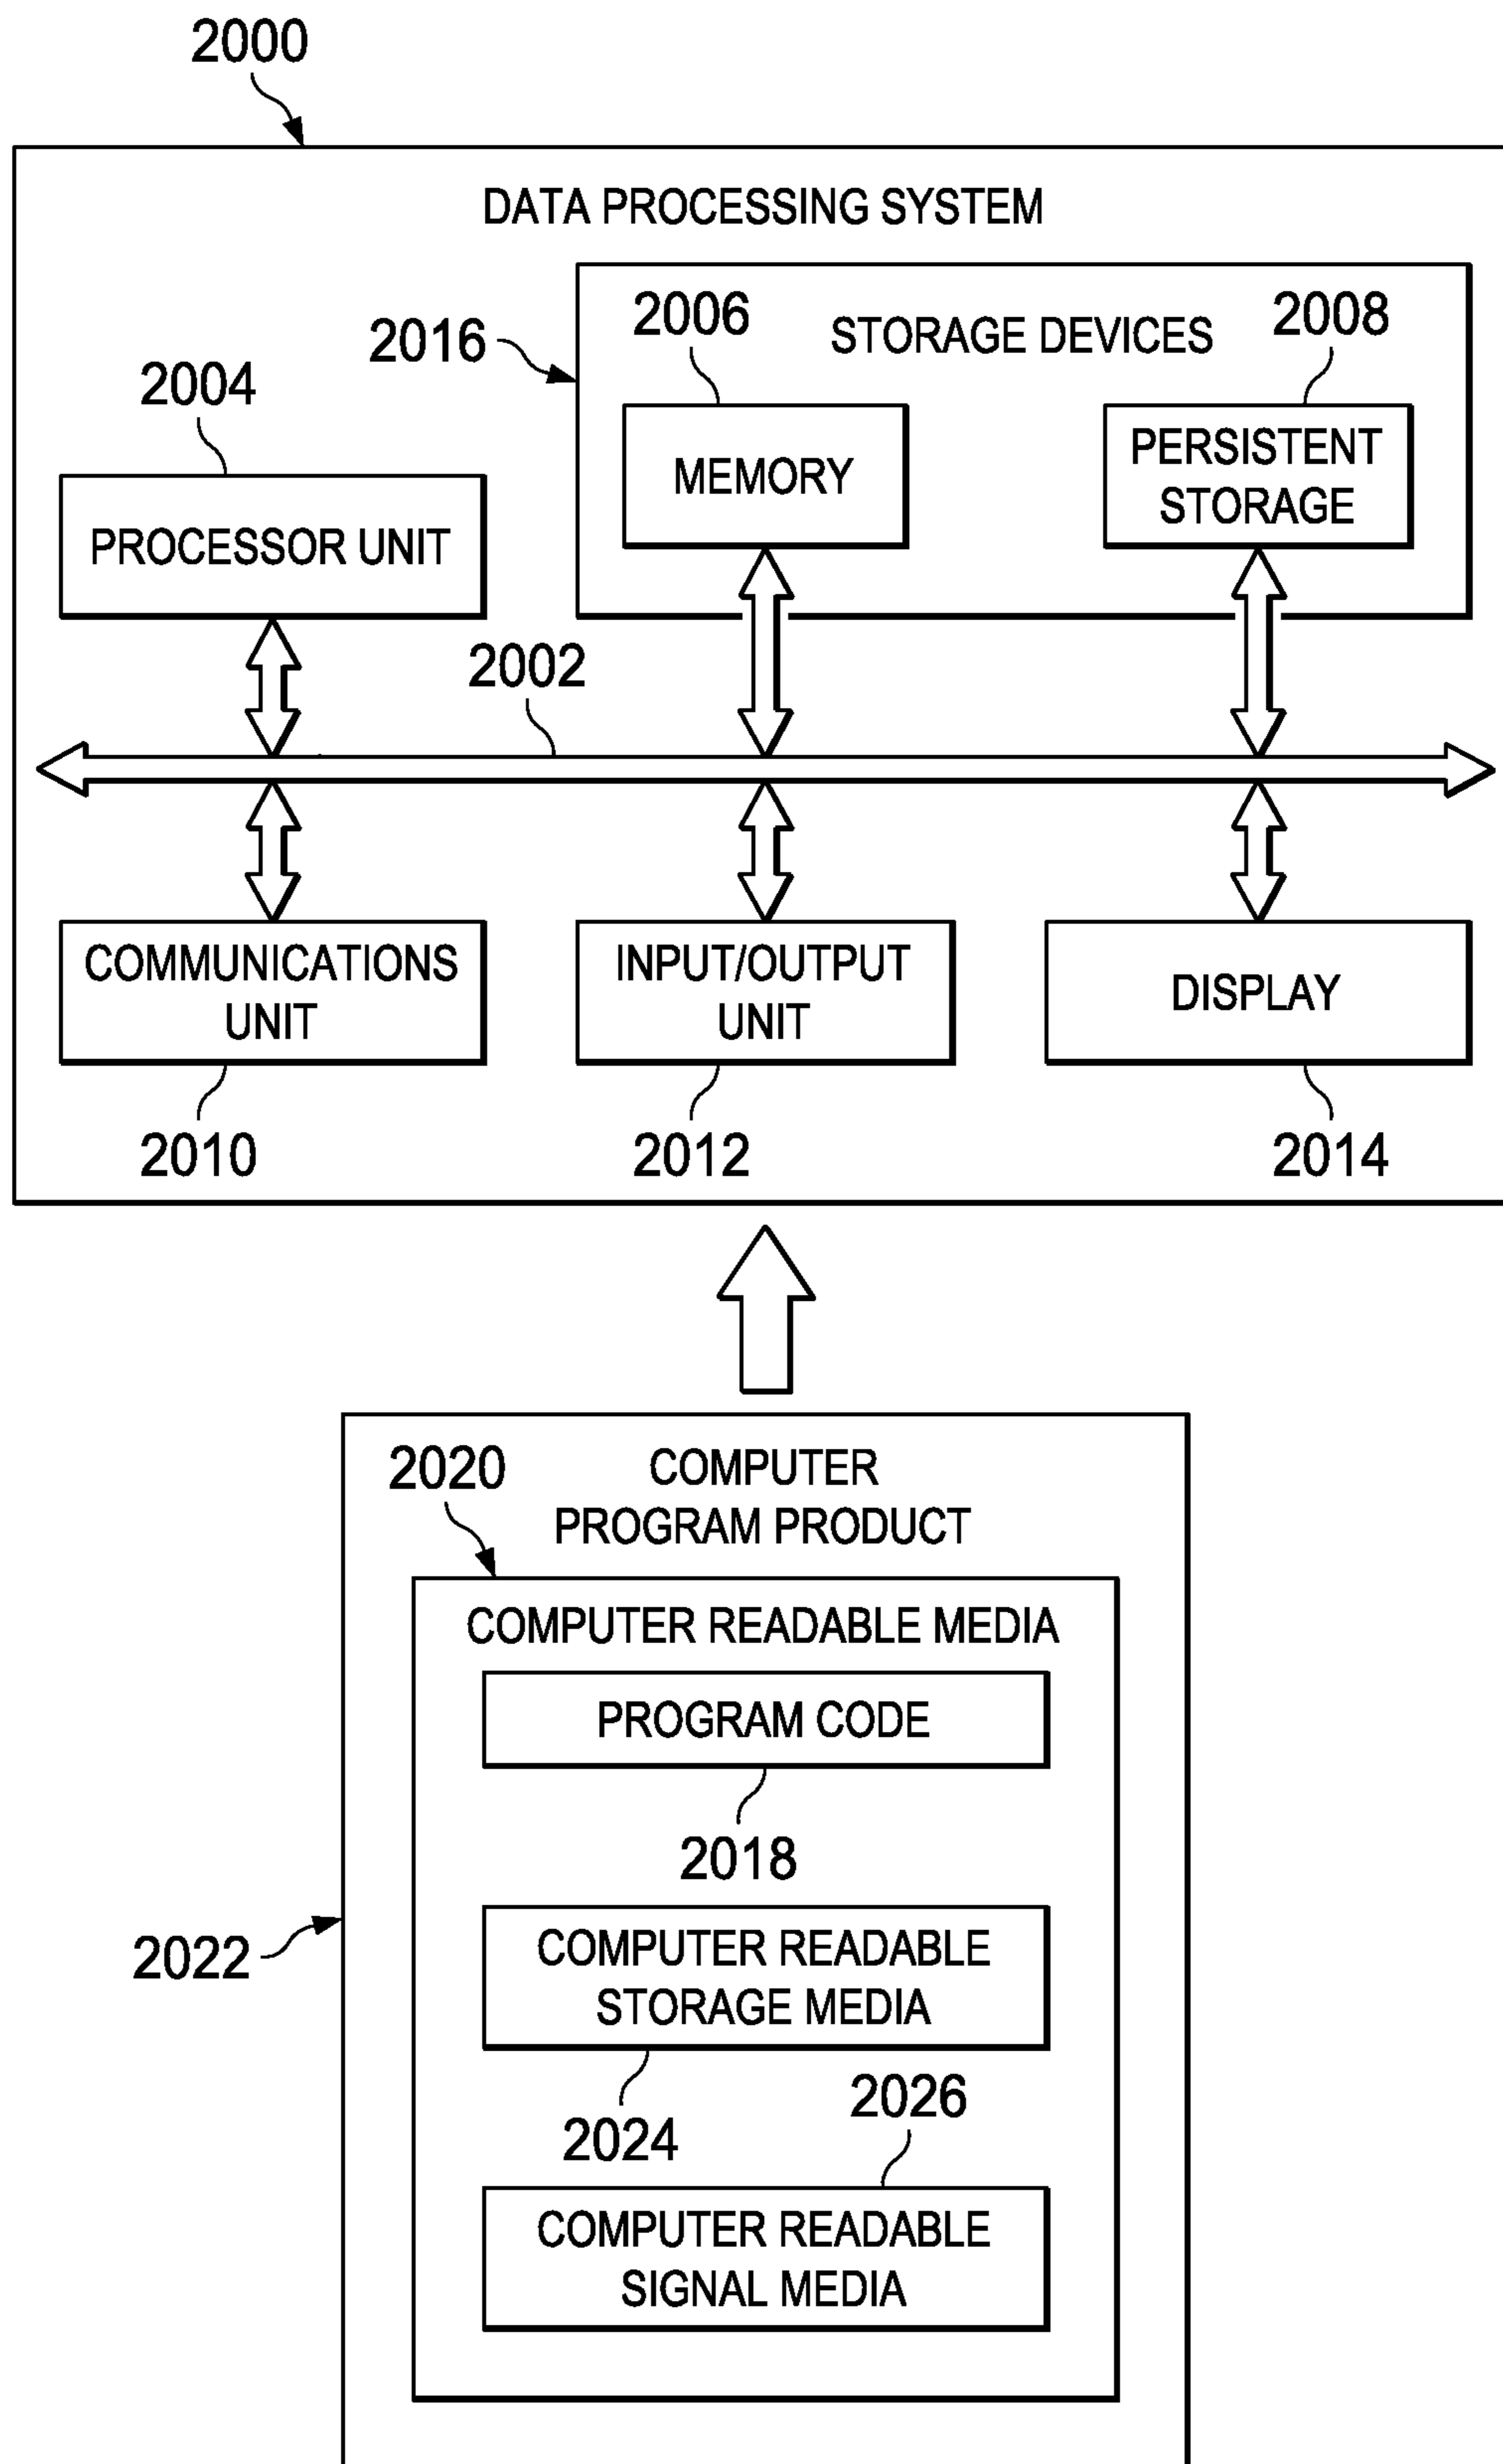 2000
DATA PROCESSING SYSTEM
2016
2006
STORAGE DEVICES
2008
2004
MEMORY
PERSISTENT
STORAGE
PROCESSOR UNIT
2002
COMMUNICATIONS
UNIT
INPUT/OUTPUT
UNIT
DISPLAY
2010
2012
2014
2020
COMPUTER
PROGRAM PRODUCT
COMPUTER READABLE MEDIA
PROGRAM CODE
2018
2022
COMPUTER READABLE
STORAGE MEDIA
2024
2026
COMPUTER READABLE
SIGNAL MEDIA